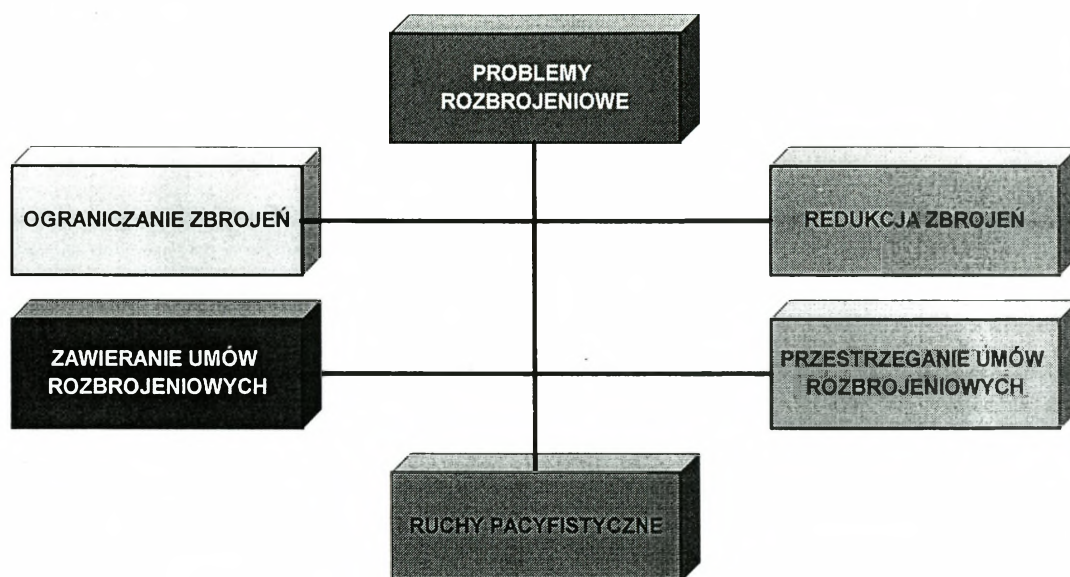 PROBLEMY
ROZBROJENIOWE
OGRANICZANIE ZBROJEŃ
REDUKCJA ZBROJEŃ
ZAWIERANIE UMÓW
ROZBROJENIOWYCH
PRZESTRZEGANIE UMÓW
ROZBROJENIOWYCH
RUCHY PACYFISTYCZNE